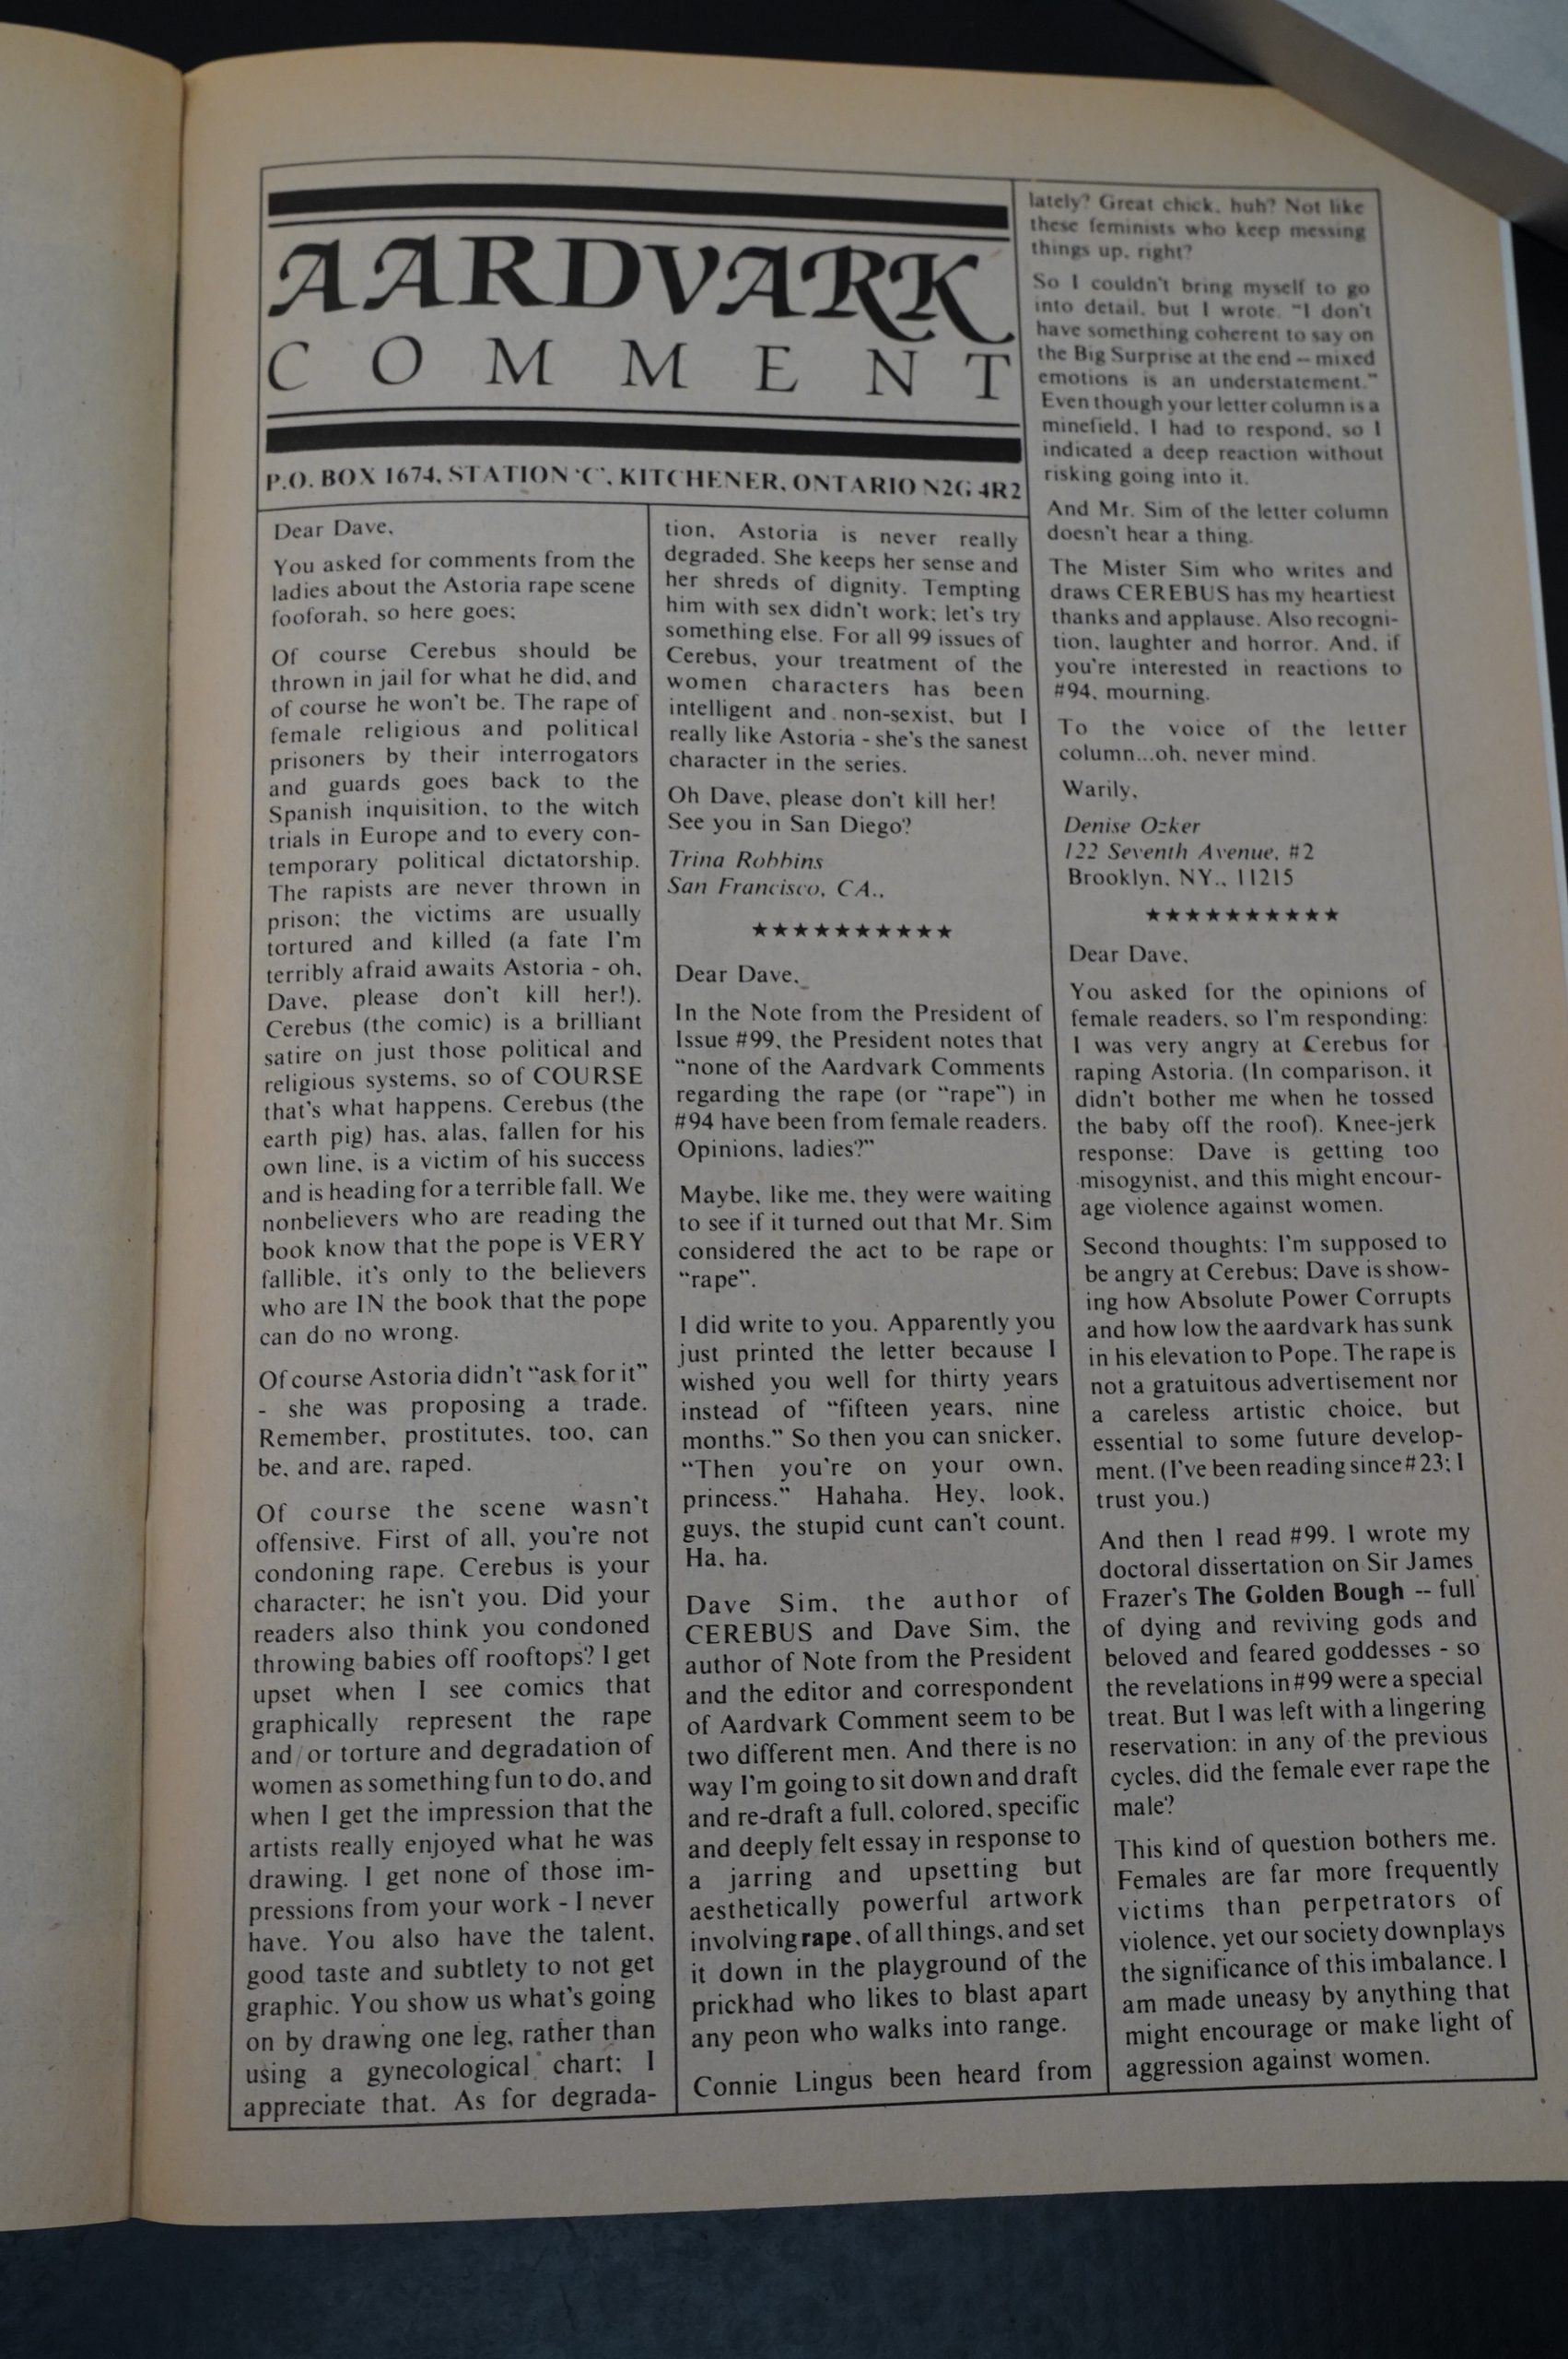 AARDVARK
COMMENT
P.O. BOX 1674, STATION 'C', KITCHENER, ONTARIO N2G 4R2
Dear Dave,
You asked for comments from the
ladies about the Astoria rape scene
fooforah, so here goes:
Of course Cerebus should be
thrown in jail for what he did, and
of course he won't be. The rape of
female religious and political
prisoners by their interrogators
and guards goes back to the
Spanish inquisition, to the witch
trials in Europe and to every con-
temporary political dictatorship.
The rapists are never thrown in
prison; the victims are usually
tortured and killed (a fate I'm
terribly afraid awaits Astoria - oh,
Dave, please don't kill her!).
Cerebus (the comic) is a brilliant
satire on just those political and
religious systems, so of COURSE
that's what happens. Cerebus (the
earth pig) has, alas, fallen for his
own line, is a victim of his success
and is heading for a terrible fall. We
nonbelievers who are reading the
book know that the pope is VERY
fallible, it's only to the believers
who are IN the book that the pope
can do no wrong.
Of course Astoria didn't "ask for it"
- she was proposing a trade.
Remember, prostitutes, too, can
be, and are, raped.
Of course the scene wasn't
offensive. First of all, you're not
condoning rape. Cerebus is your
character; he isn't you. Did your
readers also think you condoned
throwing babies off rooftops? I get
upset when I see comics that
graphically represent the rape
and/or torture and degradation of
women as something fun to do, and
when I get the impression that the
artists really enjoyed what he was
drawing. I get none of those im-
pressions from your work - I never
have. You also have the talent,
good taste and subtlety to not get
graphic. You show us what's going
on by drawng one leg, rather than
using a gynecological chart; I
appreciate that. As for degrada-
tion, Astoria is never really
degraded. She keeps her sense and
her shreds of dignity. Tempting
him with sex didn't work; let's try
something else. For all 99 issues of
Cerebus, your treatment of the
women characters has been
intelligent and non-sexist, but I
really like Astoria - she's the sanest
character in the series.
Oh Dave, please don't kill her!
See you in San Diego?
Trina Robbins
San Francisco, CA.,
★★★★★★★★★★
Dear Dave,
In the Note from the President of
Issue #99, the President notes that
"none of the Aardvark Comments
regarding the rape (or "rape") in
#94 have been from female readers.
Opinions, ladies?"
Maybe, like me, they were waiting
to see if it turned out that Mr. Sim
considered the act to be rape or
"rape".
I did write to you. Apparently you
just printed the letter because I
wished you well for thirty years
instead of "fifteen years, nine
months." So then you can snicker,
"Then you're on your own,
princess." Hahaha. Hey, look,
guys, the stupid cunt can't count.
Ha, ha.
Dave Sim, the author of
CEREBUS and Dave Sim, the
author of Note from the President
and the editor and correspondent
of Aardvark Comment seem to be
two different men. And there is no
way I'm going to sit down and draft
and re-draft a full, colored, specific
and deeply felt essay in response to
a jarring and upsetting but
aesthetically powerful artwork
involving rape, of all things, and set
it down in the playground of the
prickhad who likes to blast apart
any peon who walks into range.
Connie Lingus been heard from
lately? Great chick, huh? Not like
these feminists who keep messing
things up, right?
So I couldn't bring myself to go
into detail, but I wrote, "I don't
have something coherent to say on
the Big Surprise at the end — mixed
emotions is an understatement."
Even though your letter column is a
minefield, I had to respond, so I
indicated a deep reaction without
risking going into it.
And Mr. Sim of the letter column
doesn't hear a thing.
The Mister Sim who writes and
draws CEREBUS has my heartiest
thanks and applause. Also recogni-
tion, laughter and horror. And, if
you're interested in reactions to
#94, mourning.
To the voice of the letter
column...oh, never mind.
Warily,
Denise Ozker
122 Seventh Avenue, #2
Brooklyn, NY., 11215
★★★★★★★★★★
Dear Dave,
You asked for the opinions of
female readers, so I'm responding:
I was very angry at Cerebus for
raping Astoria. (In comparison, it
didn't bother me when he tossed
the baby off the roof). Knee-jerk
response: Dave is getting too
misogynist, and this might encour-
age violence against women.
Second thoughts: I'm supposed to
be angry at Cerebus; Dave is show-
ing how Absolute Power Corrupts
and how low the aardvark has sunk
in his elevation to Pope. The rape is
not a gratuitous advertisement nor
a careless artistic choice, but
essential to some future develop-
ment. (I've been reading since #23; I
trust you.)
And then I read #99. I wrote my
doctoral dissertation on Sir James
Frazer's The Golden Bough -- full
of dying and reviving gods and
beloved and feared goddesses - so
the revelations in #99 were a special
treat. But I was left with a lingering
reservation: in any of the previous
cycles, did the female ever rape the
male?
This kind of question bothers me.
Females are far more frequently
victims than perpetrators of
violence, yet our society downplays
the significance of this imbalance. I
am made uneasy by anything that
might encourage or make light of
aggression against women.